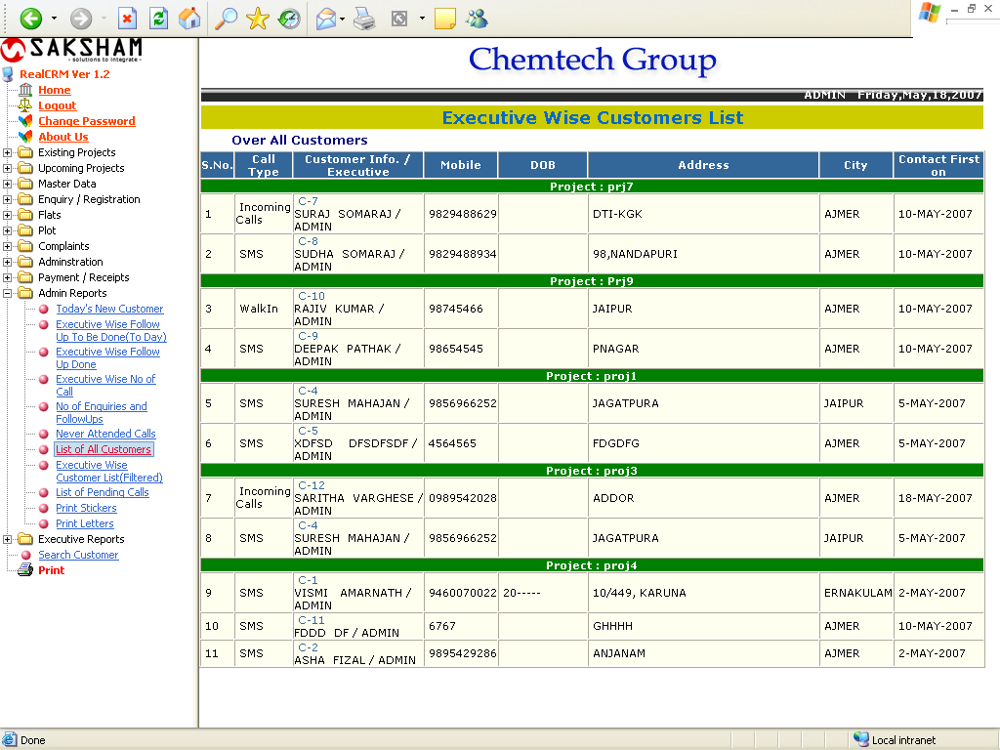 SAKSHAM
- solutions to integrate -
RealCRM Ver 1.2
Home
Logout
Change Password
About Us
Existing Projects
Upcoming Projects
Master Data
Enquiry / Registration
Flats
Plot
Complaints
Adminstration
Payment / Receipts
Admin Reports
Today's New Customer
Executive Wise Follow
Up To Be Done(To Day)
Executive Wise Follow
Up Done
Executive Wise No of
Call
No of Enquiries and
FollowUps
Never Attended Calls
List of All Customers
Executive Wise
Customer List(Filtered)
List of Pending Calls
Print Stickers
Print Letters
Executive Reports
Search Customer
Print
Chemtech Group
ADMIN Friday,May,18,2007
Executive Wise Customers List
Over All Customers
S.No. Call Type Customer Info. / Executive Mobile DOB Address City Contact First on
Project : prj7
1 Incoming Calls C-7 SURAJ SOMARAJ / ADMIN 9829488629 DTI-KGK AJMER 10-MAY-2007
2 SMS C-8 SUDHA SOMARAJ / ADMIN 9829488934 98,NANDAPURI AJMER 10-MAY-2007
Project : Prj9
3 WalkIn C-10 RAJIV KUMAR / ADMIN 98745466 JAIPUR AJMER 10-MAY-2007
4 SMS C-9 DEEPAK PATHAK / ADMIN 98654545 PNAGAR AJMER 10-MAY-2007
Project : proj1
5 SMS C-4 SURESH MAHAJAN / ADMIN 9856966252 JAGATPURA JAIPUR 5-MAY-2007
6 SMS C-5 XDFSD DFSDFSDF / ADMIN 4564565 FDGDFG AJMER 5-MAY-2007
Project : proj3
7 Incoming Calls C-12 SARITHA VARGHESE / ADMIN 0989542028 ADDOR AJMER 18-MAY-2007
8 SMS C-4 SURESH MAHAJAN / ADMIN 9856966252 JAGATPURA JAIPUR 5-MAY-2007
Project : proj4
9 SMS C-1 VISMI AMARNATH / ADMIN 9460070022 20----- 10/449, KARUNA ERNAKULAM 2-MAY-2007
10 SMS C-11 FDDD DF / ADMIN 6767 GHHHH AJMER 10-MAY-2007
11 SMS C-2 ASHA FIZAL / ADMIN 9895429286 ANJANAM AJMER 2-MAY-2007
Done
Local intranet